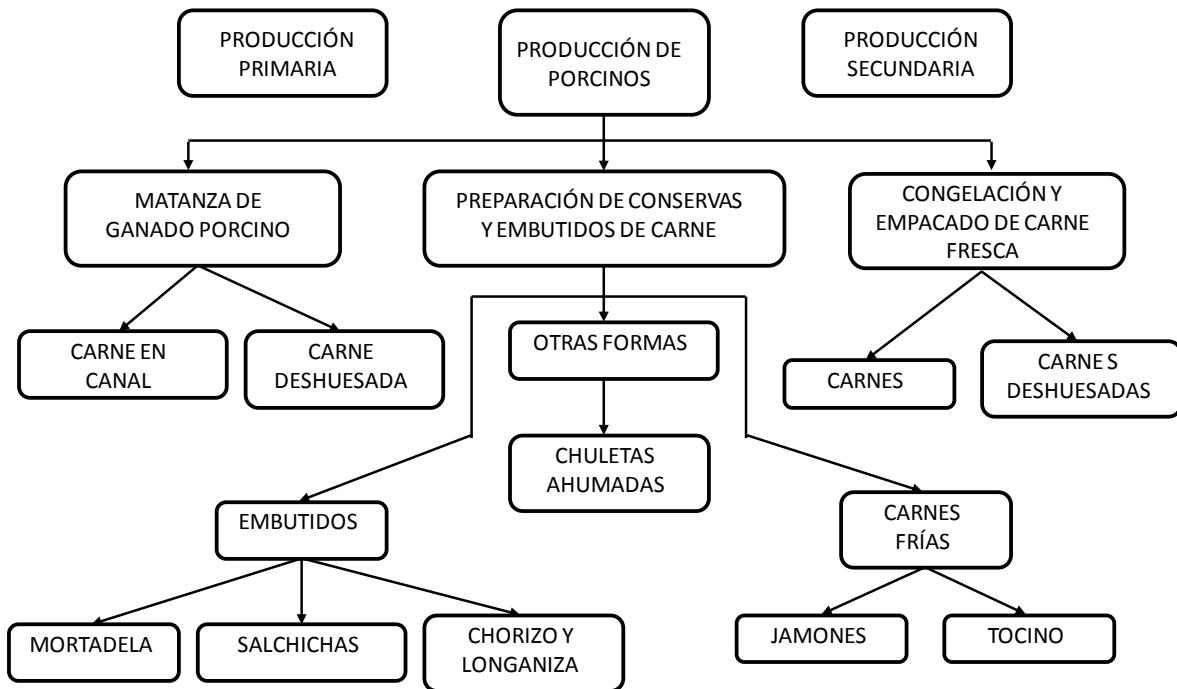 PRODUCCIÓN
PRIMARIA
PRODUCCIÓN DE
PORCINOS
PRODUCCIÓN
SECUNDARIA
MATANZA DE
GANADO PORCINO
PREPARACIÓN DE CONSERVAS
Y EMBUTIDOS DE CARNE
CONGELACIÓN Y
EMPACADO DE CARNE
FRESCA
CARNE EN
CANAL
CARNE
DESHUESADA
OTRAS FORMAS
CARNES
CARNE S
DESHUESADAS
CHULETAS
AHUMADAS
EMBUTIDOS
CARNES
FRÍAS
MORTADELA
SALCHICHAS
CHORIZO Y
LONGANIZA
JAMONES
TOCINO